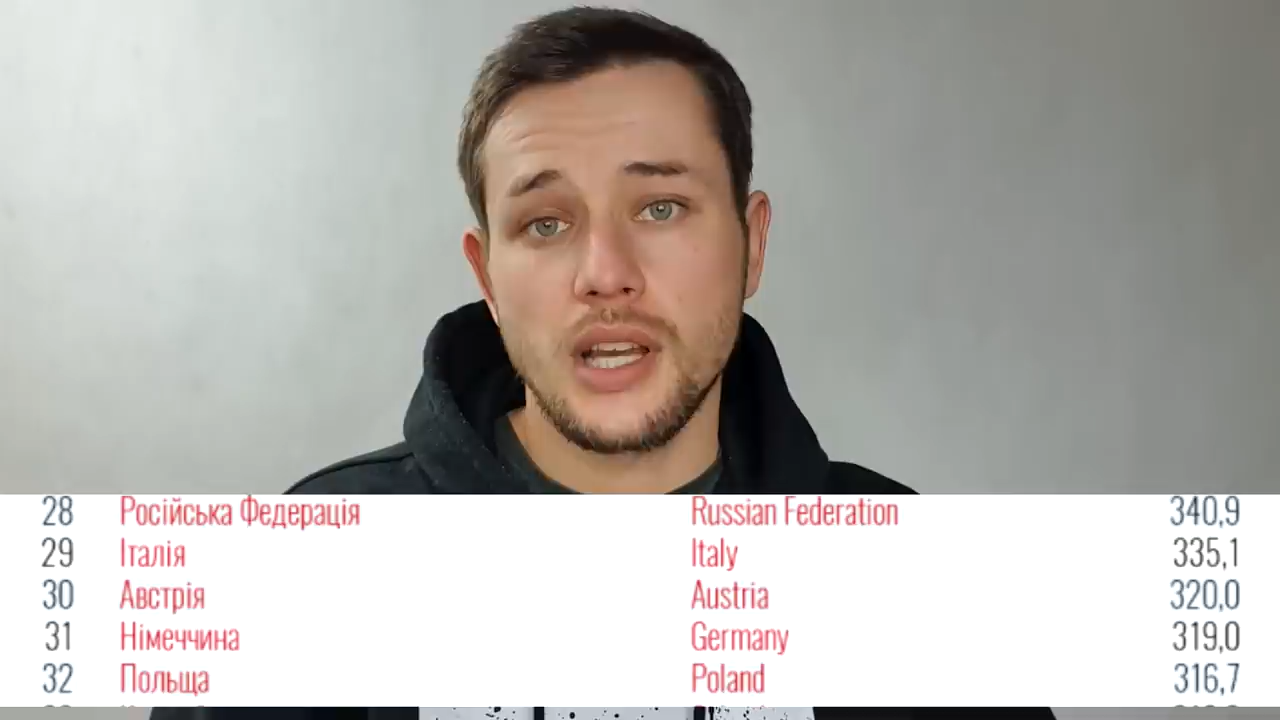 28 Російська Федерація Russian Federation 340,9
29 Італія Italy 335,1
30 Австрія Austria 320,0
31 Німеччина Germany 319,0
32 Польща Poland 316,7